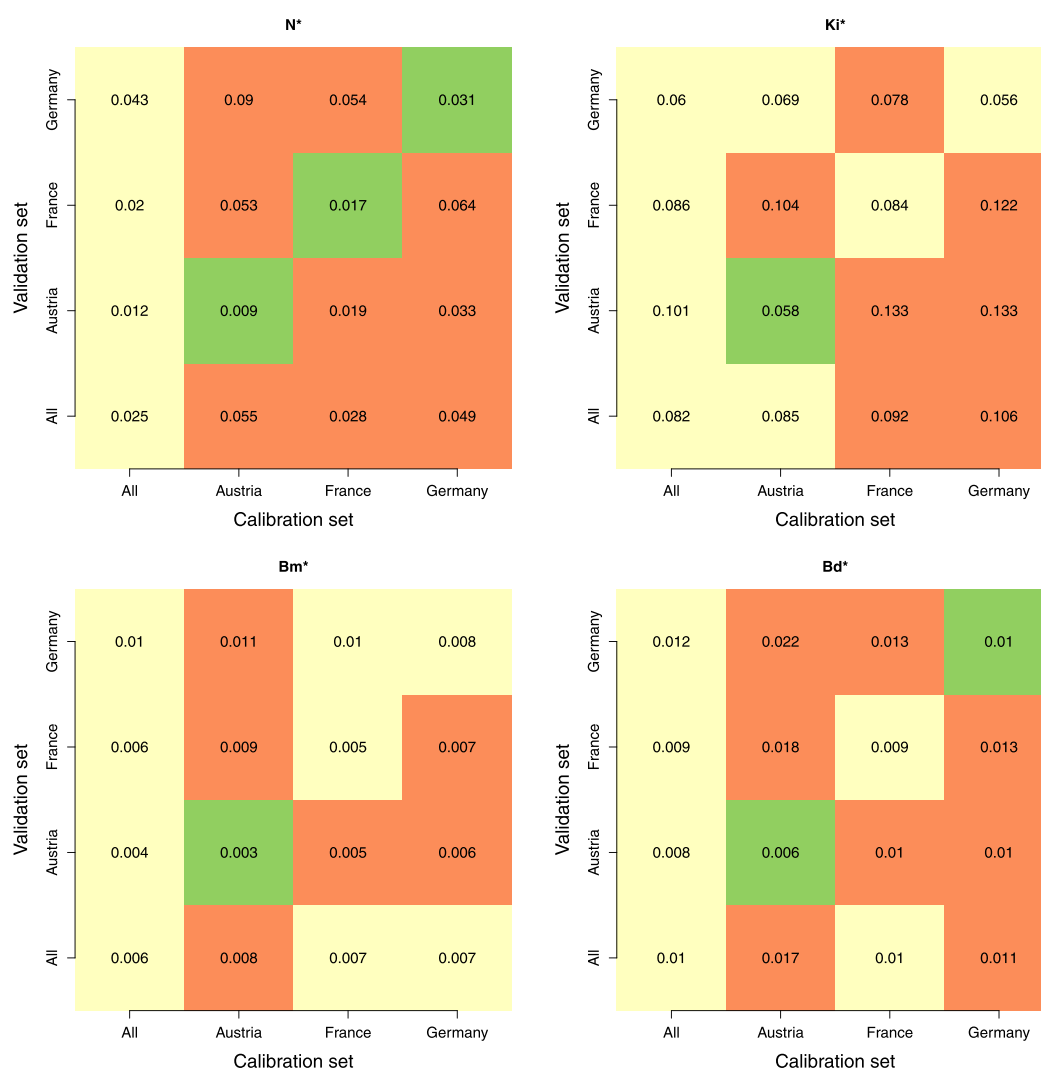 N*
Germany 0.043 0.09 0.054 0.031
France 0.02 0.053 0.017 0.064
Austria 0.012 0.009 0.019 0.033
All 0.025 0.055 0.028 0.049
Validation set
All Austria France Germany
Calibration set
Ki*
Germany 0.06 0.069 0.078 0.056
France 0.086 0.104 0.084 0.122
Austria 0.101 0.058 0.133 0.133
All 0.082 0.085 0.092 0.106
Validation set
All Austria France Germany
Calibration set
Bm*
Germany 0.01 0.011 0.01 0.008
France 0.006 0.009 0.005 0.007
Austria 0.004 0.003 0.005 0.006
All 0.006 0.008 0.007 0.007
Validation set
All Austria France Germany
Calibration set
Bd*
Germany 0.012 0.022 0.013 0.01
France 0.009 0.018 0.009 0.013
Austria 0.008 0.006 0.01 0.01
All 0.01 0.017 0.01 0.011
Validation set
All Austria France Germany
Calibration set